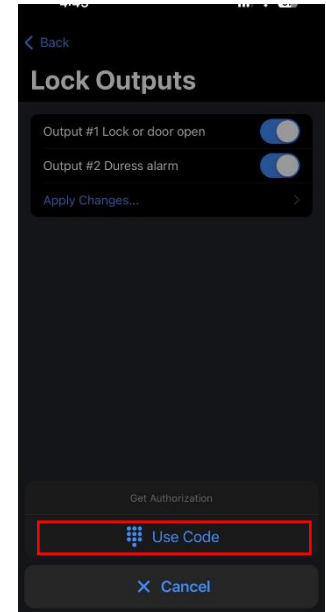 Back
Lock Outputs
Output #1 Lock or door open
Output #2 Duress alarm
Apply Changes...
Get Authorization
Use Code
Cancel